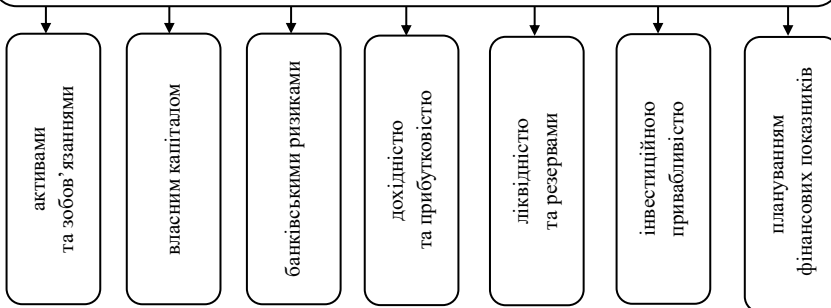 активами
та зобов’язаннями
власним капіталом
банківськими ризиками
дохідністю
та прибутковістю
ліквідністю
та резервами
інвестиційною
привабливістю
плануванням
фінансових показників